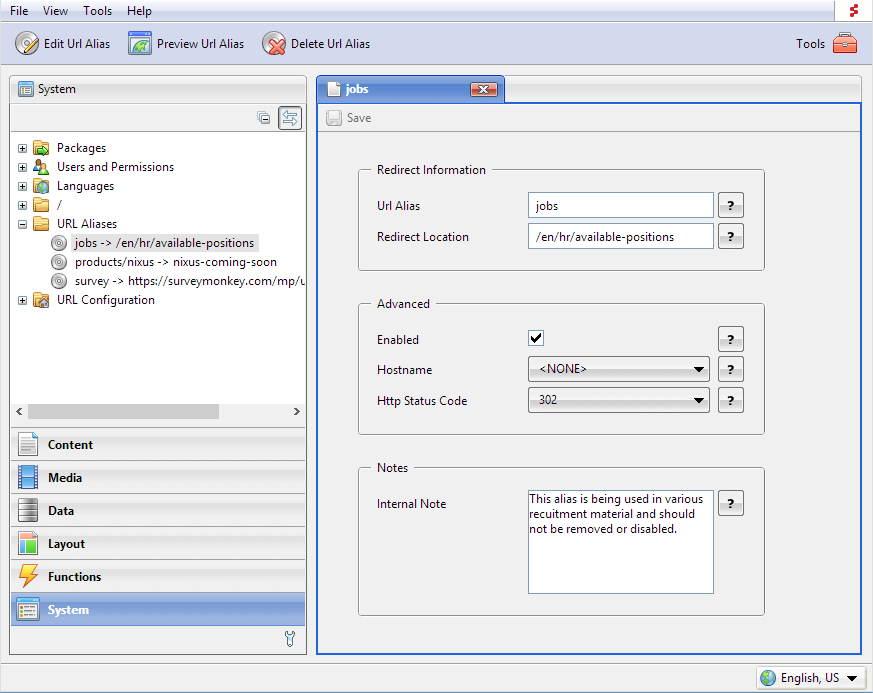 File View Tools Help
Edit Url Alias Preview Url Alias Delete Url Alias Tools
System
Packages
Users and Permissions
Languages
/
URL Aliases
jobs -> /en/hr/available-positions
products/nixus -> nixus-coming-soon
survey -> https://surveymonkey.com/mp/u
URL Configuration
Content
Media
Data
Layout
Functions
System
jobs
Save
Redirect Information
Url Alias jobs ?
Redirect Location /en/hr/available-positions ?
Advanced
Enabled ?
Hostname <NONE> ?
Http Status Code 302 ?
Notes
Internal Note ?
This alias is being used in various
recuitment material and should
not be removed or disabled.
English, US